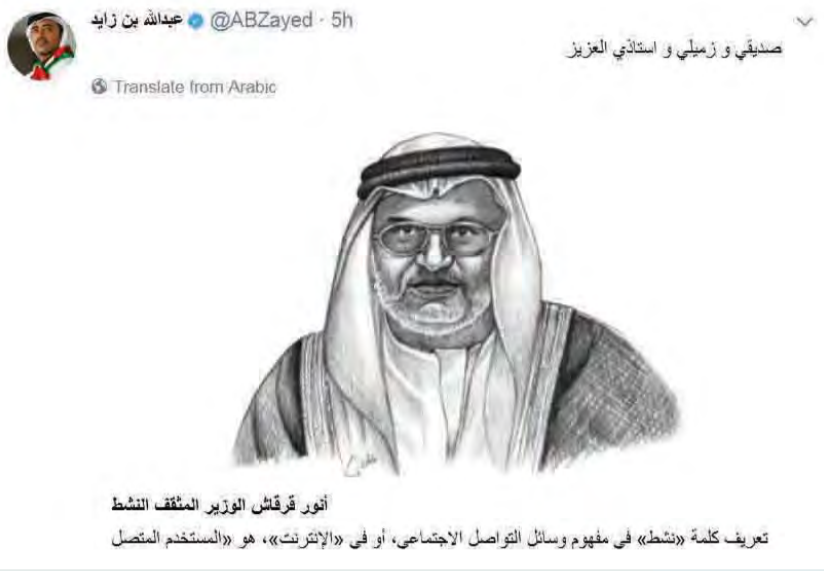 عبدالله بن زايد @ABZayed · 5h
صديقي و زميلي و استاذي العزيز
Translate from Arabic
أنور قرقاش الوزير المثقف النشط
تعريف كلمة «نشط» في مفهوم وسائل التواصل الاجتماعي، أو في «الإنترنت»، هو «المستخدم المتصل